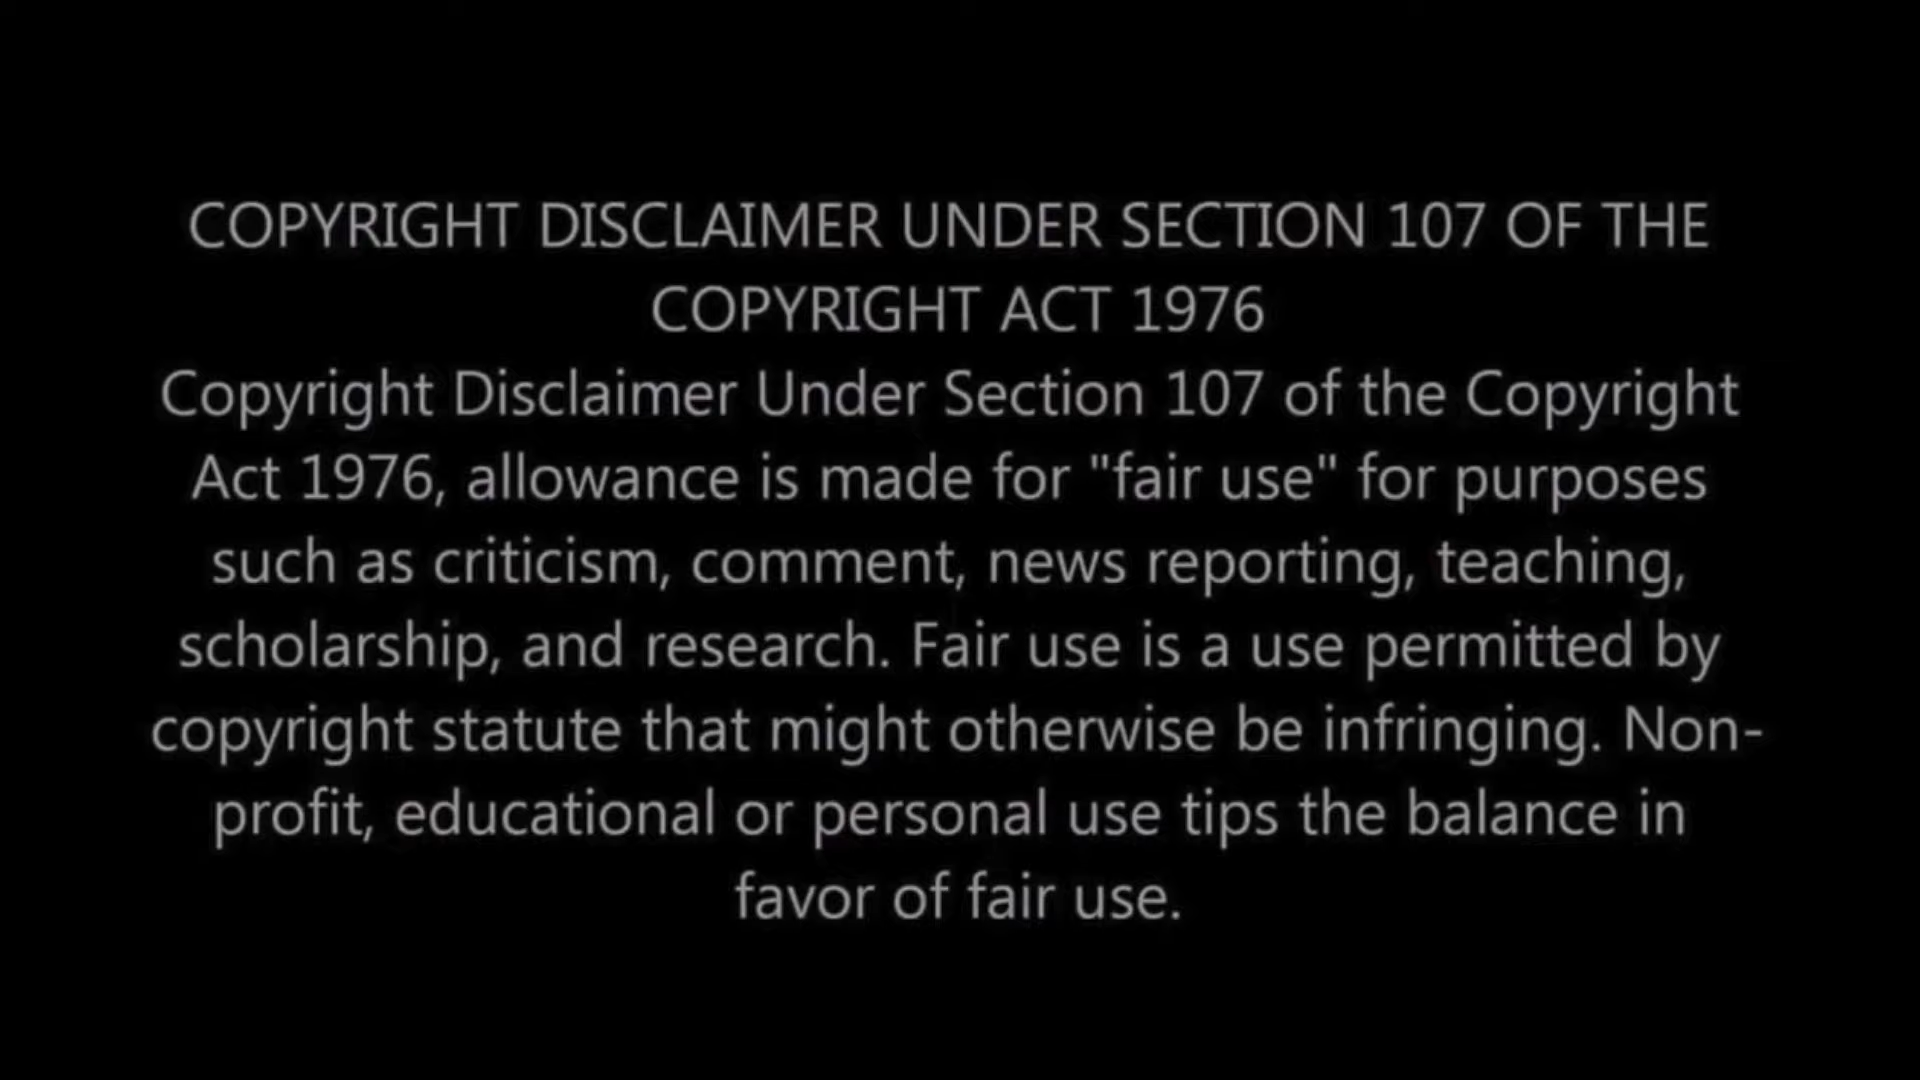 COPYRIGHT DISCLAIMER UNDER SECTION 107 OF THE
COPYRIGHT ACT 1976
Copyright Disclaimer Under Section 107 of the Copyright
Act 1976, allowance is made for "fair use" for purposes
such as criticism, comment, news reporting, teaching,
scholarship, and research. Fair use is a use permitted by
copyright statute that might otherwise be infringing. Non-
profit, educational or personal use tips the balance in
favor of fair use.